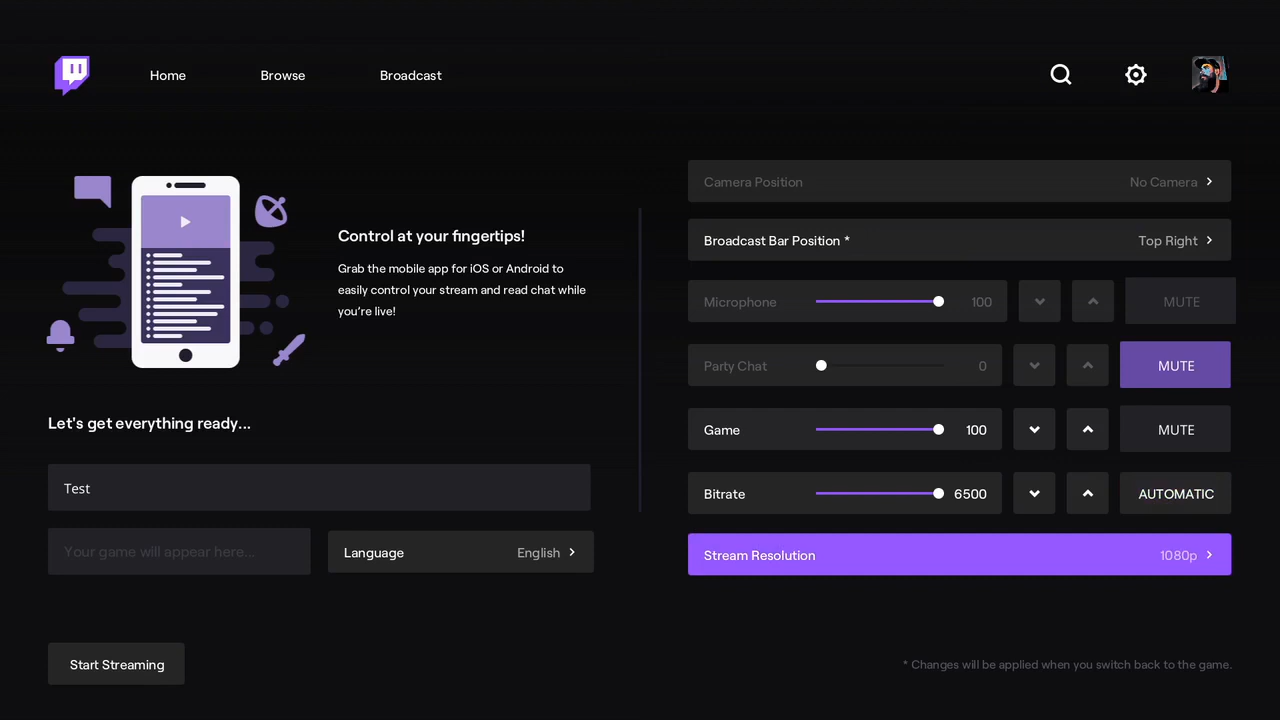 Home
Browse
Broadcast
Control at your fingertips!
Grab the mobile app for iOS or Android to
easily control your stream and read chat while
you’re live!
Let's get everything ready...
Test
Your game will appear here...
Language English
Start Streaming
Camera Position No Camera
Broadcast Bar Position * Top Right
Microphone 100 MUTE
Party Chat 0 MUTE
Game 100 MUTE
Bitrate 6500 AUTOMATIC
Stream Resolution 1080p
* Changes will be applied when you switch back to the game.